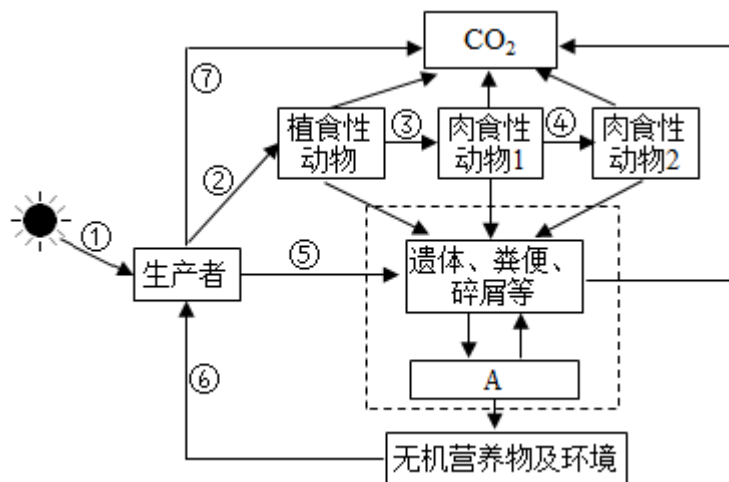 CO₂
⑦
植食性
动物
③
肉食性
动物1
④
肉食性
动物2
②
①
生产者
⑤
遗体、粪便、
碎屑等
A
⑥
无机营养物及环境